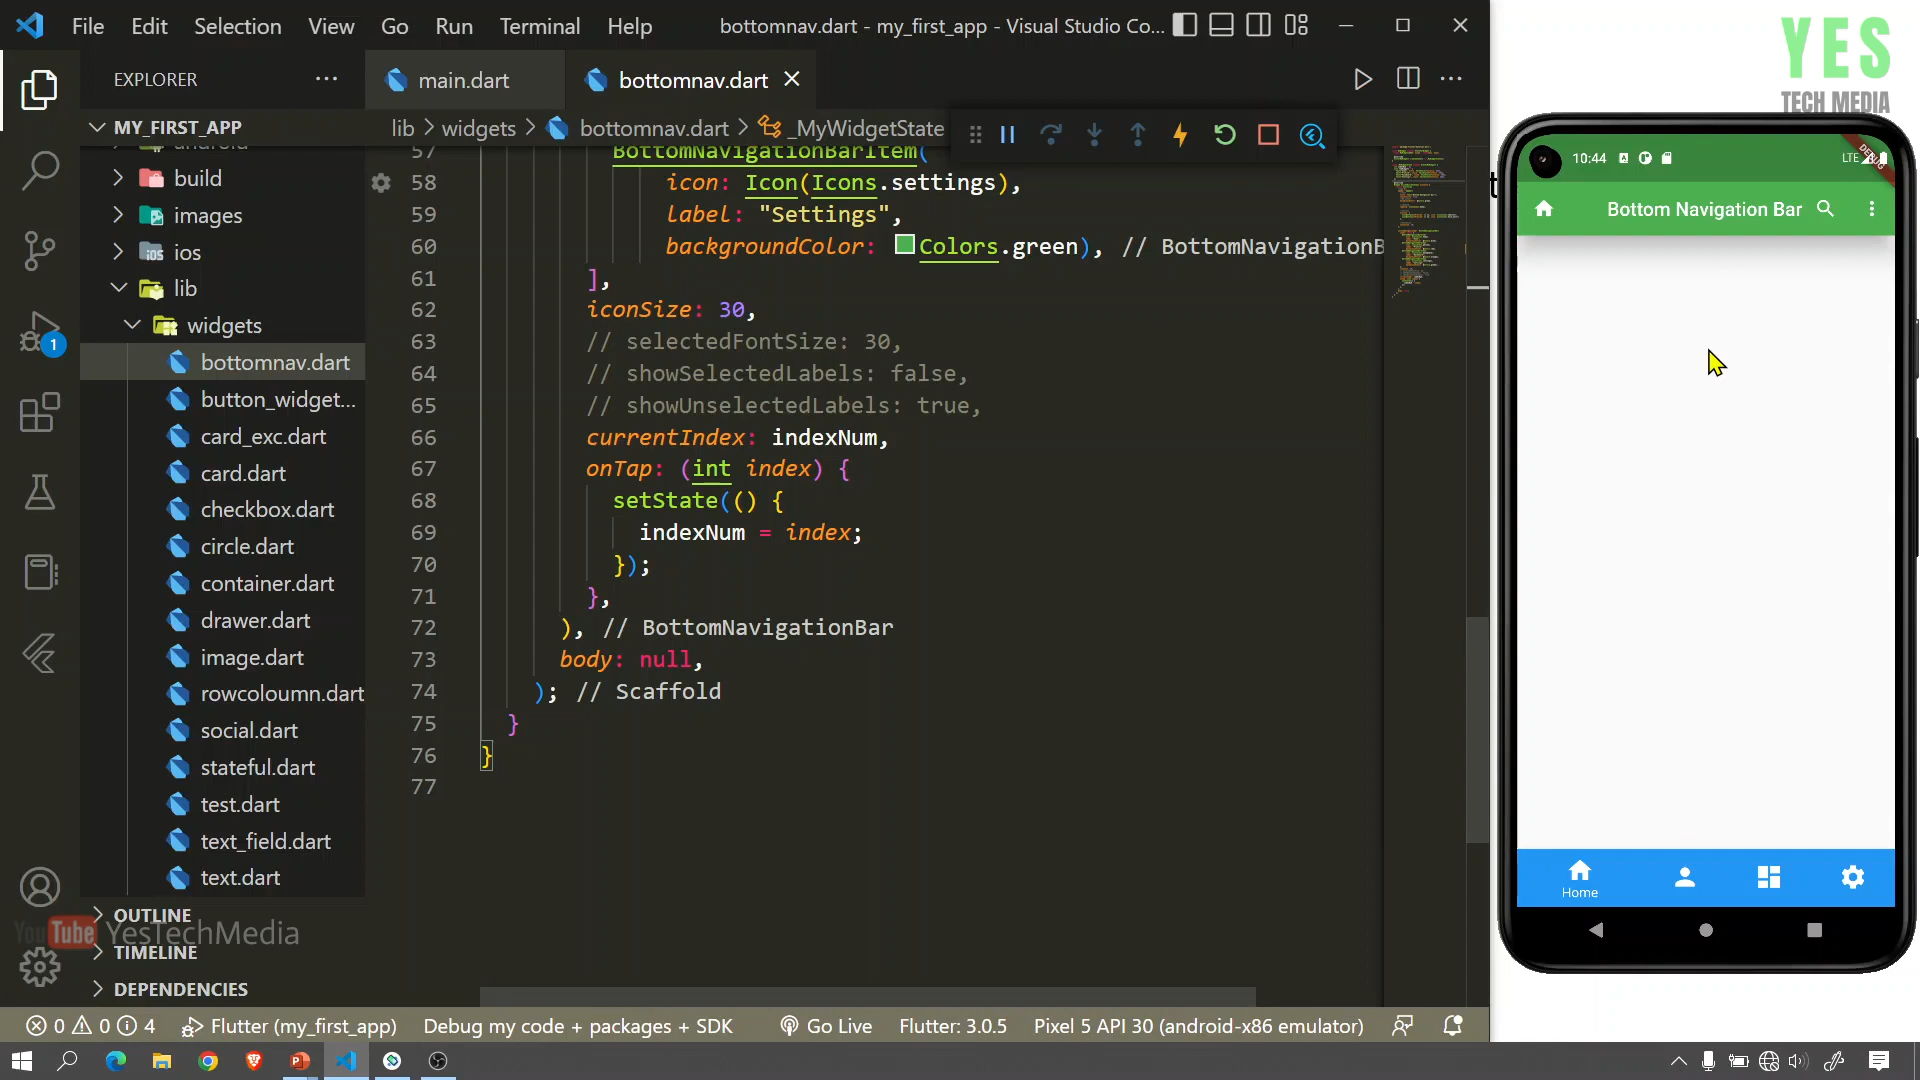 File Edit Selection View Go Run Terminal Help
bottomnav.dart - my_first_app - Visual Studio Co...
YES
TECH MEDIA
EXPLORER
main.dart
bottomnav.dart
MY_FIRST_APP
lib > widgets > bottomnav.dart > _MyWidgetState
android
build
images
ios
lib
widgets
bottomnav.dart
button_widget...
card_exc.dart
card.dart
checkbox.dart
circle.dart
container.dart
drawer.dart
image.dart
rowcoloumn.dart
social.dart
stateful.dart
test.dart
text_field.dart
text.dart
OUTLINE
TIMELINE
DEPENDENCIES
YouTube YesTechMedia
1
57 BottomNavigationBarItem(
58 icon: Icon(Icons.settings),
59 label: "Settings",
60 backgroundColor: Colors.green), // BottomNavigationB
61 ],
62 iconSize: 30,
63 // selectedFontSize: 30,
64 // showSelectedLabels: false,
65 // showUnselectedLabels: true,
66 currentIndex: indexNum,
67 onTap: (int index) {
68 setState(() {
69 indexNum = index;
70 });
71 },
72 ), // BottomNavigationBar
73 body: null,
74 ); // Scaffold
75 }
76 }
77
10:44
LTE
DEBUG
Bottom Navigation Bar
Home
0 0 4 Flutter (my_first_app) Debug my code + packages + SDK Go Live Flutter: 3.0.5 Pixel 5 API 30 (android-x86 emulator)